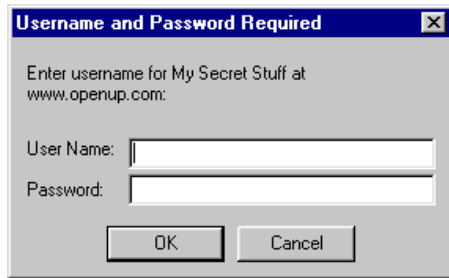 Username and Password Required
Enter username for My Secret Stuff at
www.openup.com:
User Name:
Password:
OK Cancel